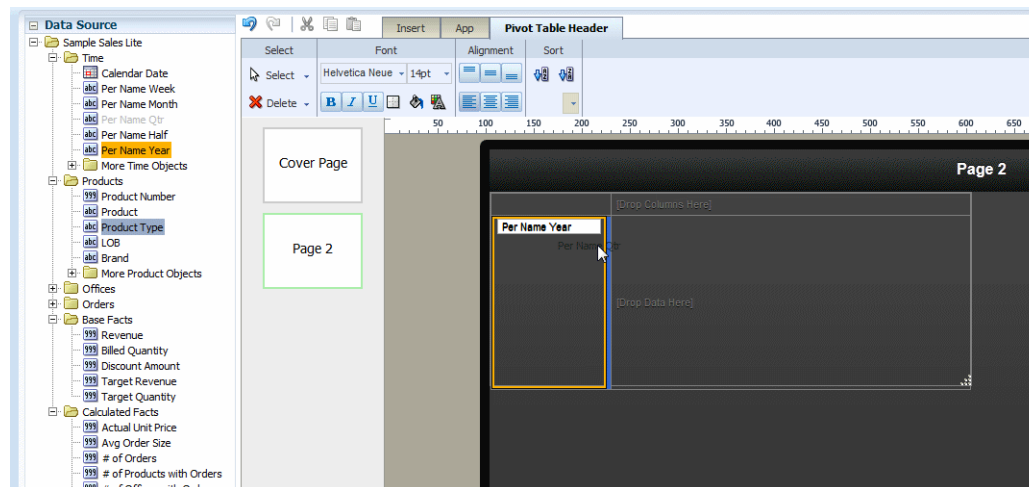 Data Source
Sample Sales Lite
Time
Calendar Date
Per Name Week
Per Name Month
Per Name Qtr
Per Name Half
Per Name Year
More Time Objects
Products
Product Number
Product
Product Type
LOB
Brand
More Product Objects
Offices
Orders
Base Facts
Revenue
Billed Quantity
Discount Amount
Target Revenue
Target Quantity
Calculated Facts
Actual Unit Price
Avg Order Size
# of Orders
# of Products with Orders
Insert App Pivot Table Header
Select Font Alignment Sort
Select Helvetica Neue 14pt
Delete B I U
50 100 150 200 250 300 350 400 450 500 550 600 650
Cover Page
Page 2
Page 2
[Drop Columns Here]
Per Name Year
Per Name Qtr
[Drop Data Here]